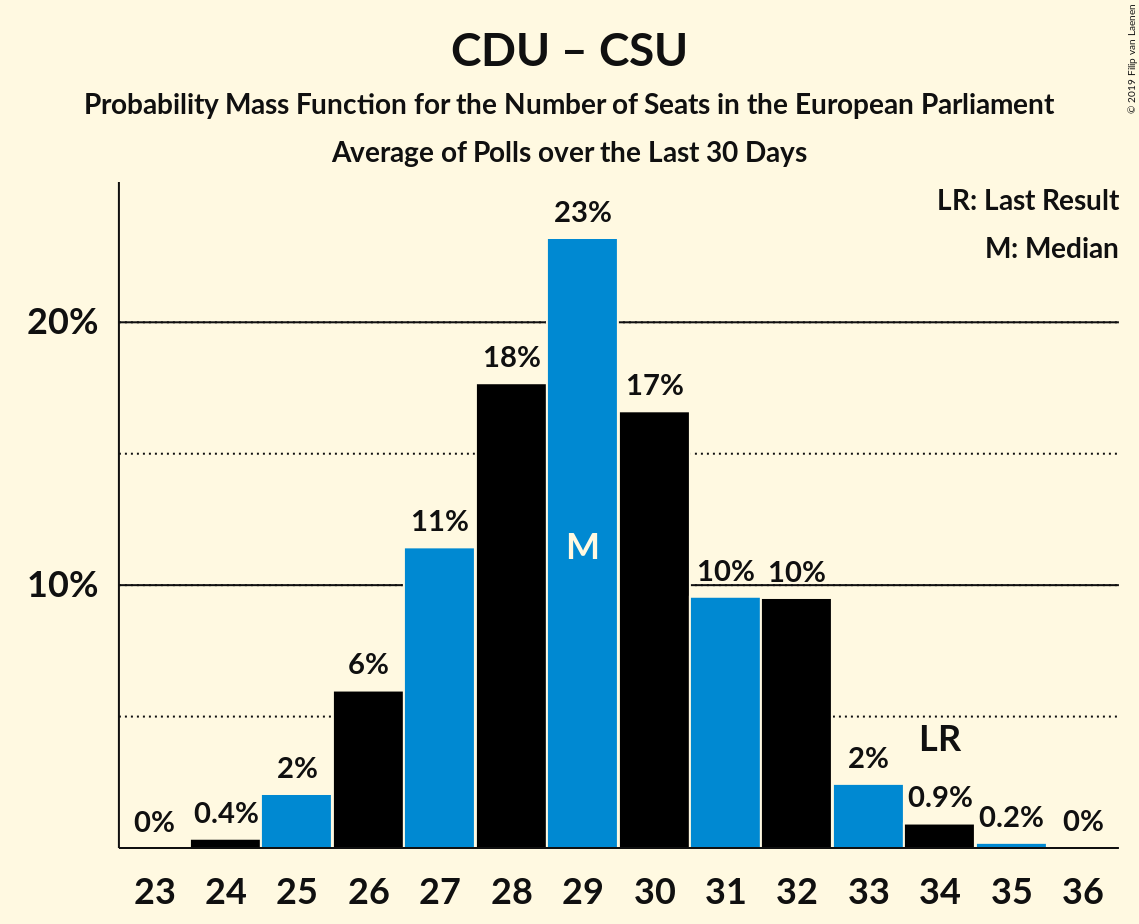 CDU – CSU
Probability Mass Function for the Number of Seats in the European Parliament
Average of Polls over the Last 30 Days
© 2019 Filip van Laenen
LR: Last Result
M: Median
23%
20%
18%
17%
11%
M
10%
10% 10%
6%
LR
2%
2%
0.9%
0% 0.4%
0.2% 0%
23 24 25 26 27 28 29 30 31 32 33 34 35 36